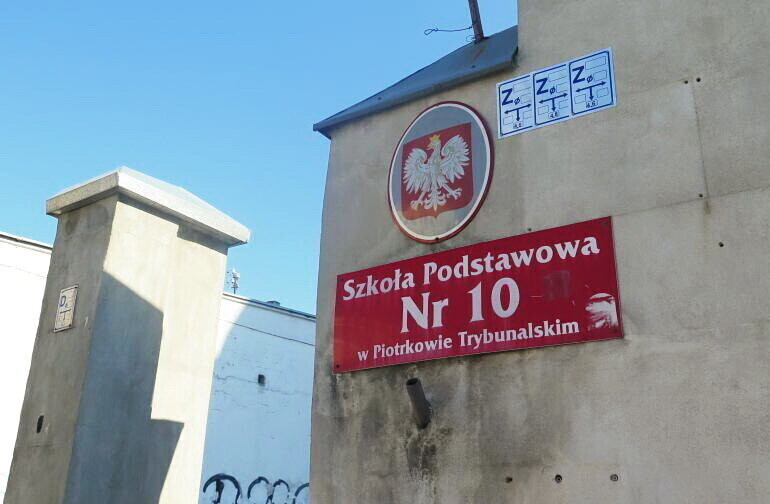 Z Z Z
Ø Ø Ø
D
Szkoła Podstawowa
Nr 10
w Piotrkowie Trybunalskim